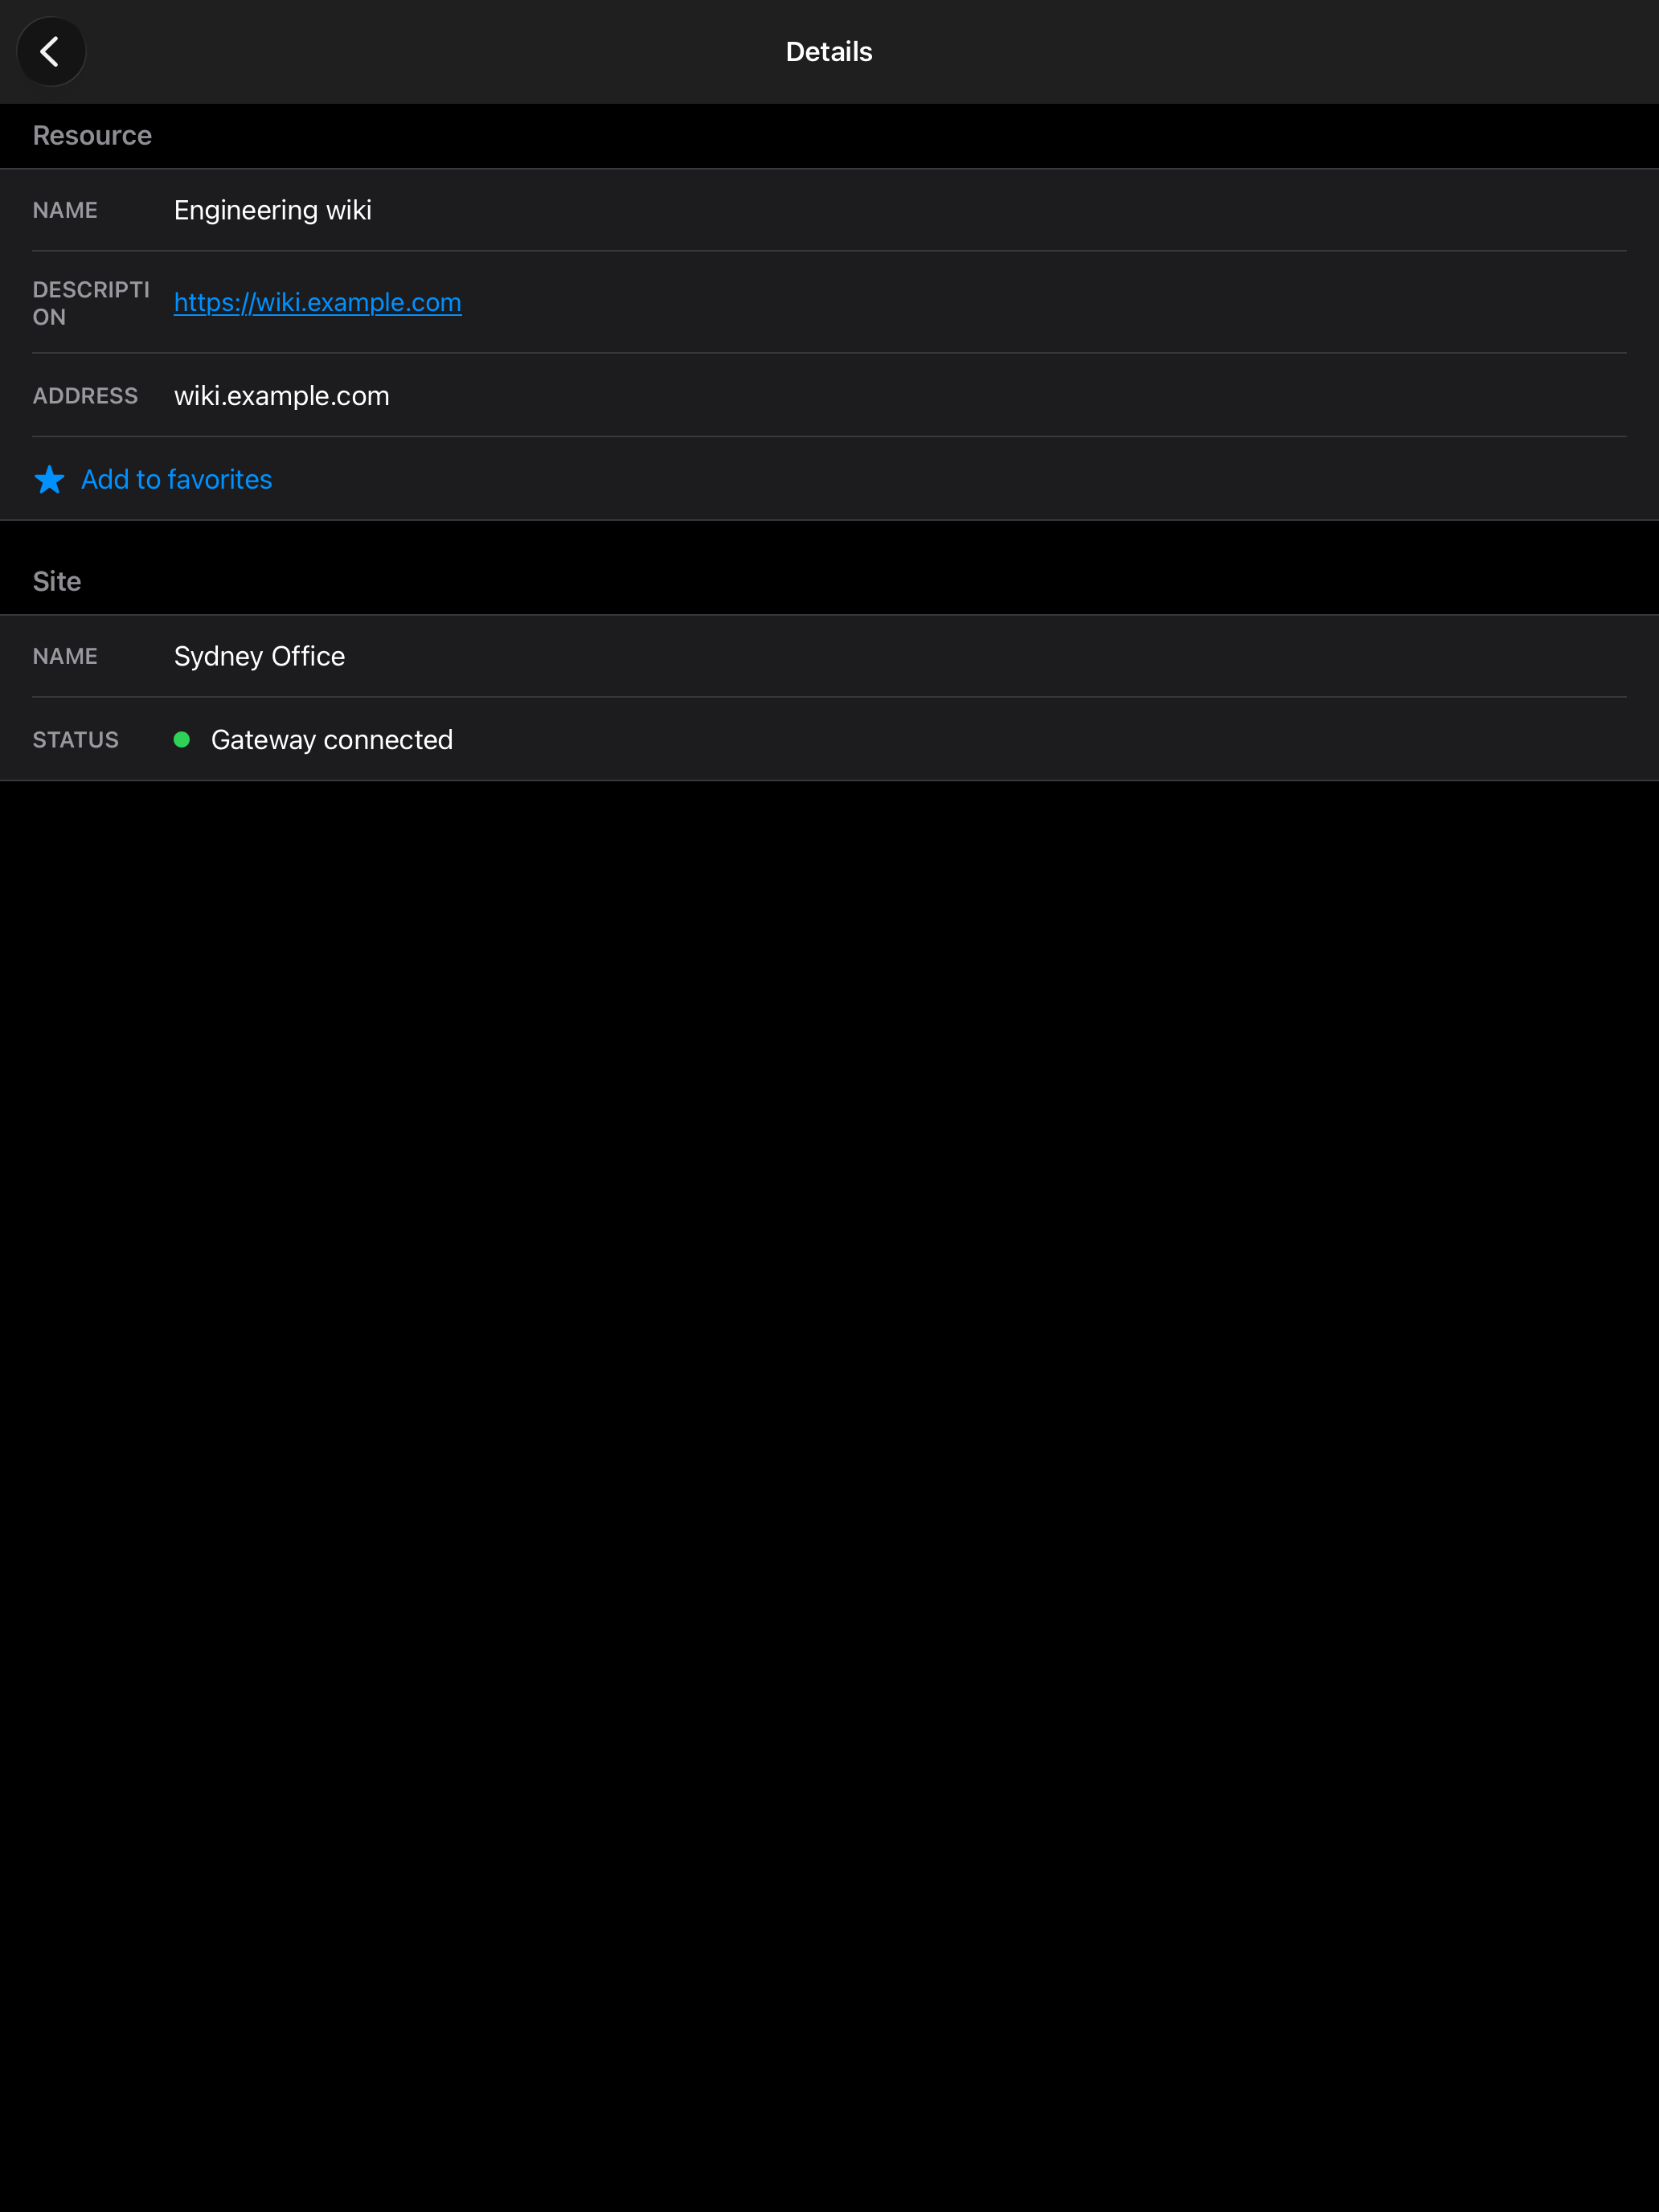 Details
Resource
NAME Engineering wiki
DESCRIPTI
ON
https://wiki.example.com
ADDRESS wiki.example.com
Add to favorites
Site
NAME Sydney Office
STATUS Gateway connected